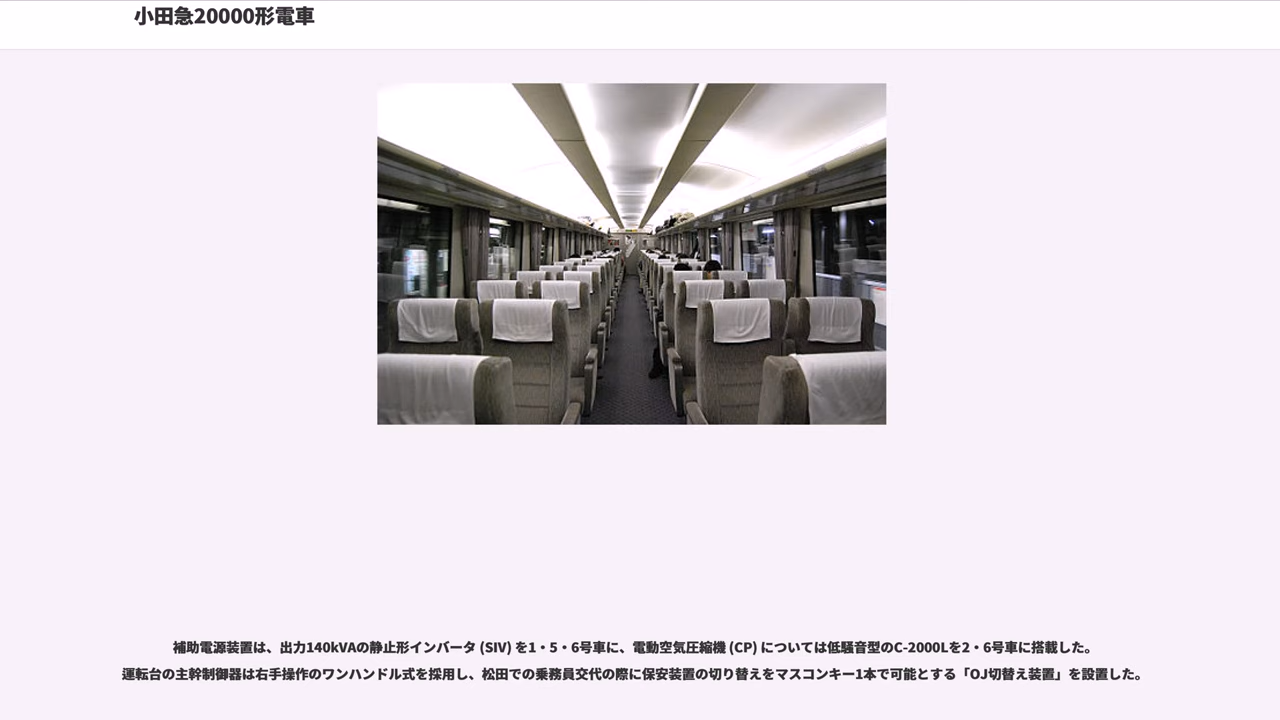 小田急20000形電車
補助電源装置は、出力140kVAの静止形インバータ (SIV) を1・5・6号車に、電動空気圧縮機 (CP) については低騒音型のC-2000Lを2・6号車に搭載した。
運転台の主幹制御器は右手操作のワンハンドル式を採用し、松田での乗務員交代の際に保安装置の切り替えをマスコンキー1本で可能とする「OJ切替え装置」を設置した。